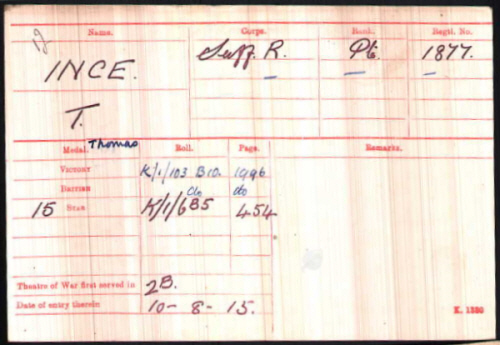 Name. Corps. Rank. Regtl. No.
INCE. Suff. R. Pte. 1877.
T.
Thomas
Medal. Roll. Page. Remarks.
Victory K/1/103 B10. 1996
British do do
15 Star K/1/6B5 454
Theatre of War first served in 2B.
Date of entry therein 10-8-15. K. 1380